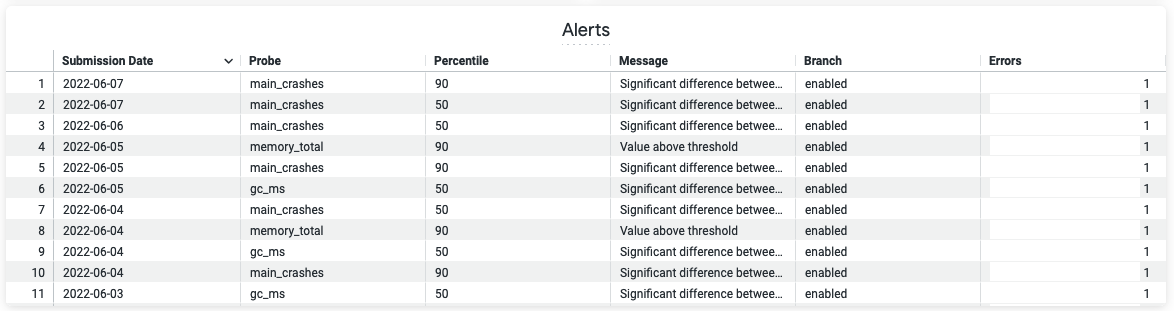 Alerts
Submission Date Probe Percentile Message Branch Errors
1 2022-06-07 main_crashes 90 Significant difference betwee... enabled 1
2 2022-06-07 main_crashes 50 Significant difference betwee... enabled 1
3 2022-06-06 main_crashes 50 Significant difference betwee... enabled 1
4 2022-06-05 memory_total 90 Value above threshold enabled 1
5 2022-06-05 main_crashes 90 Significant difference betwee... enabled 1
6 2022-06-05 gc_ms 50 Significant difference betwee... enabled 1
7 2022-06-04 main_crashes 50 Significant difference betwee... enabled 1
8 2022-06-04 memory_total 90 Value above threshold enabled 1
9 2022-06-04 gc_ms 50 Significant difference betwee... enabled 1
10 2022-06-04 main_crashes 90 Significant difference betwee... enabled 1
11 2022-06-03 gc_ms 50 Significant difference betwee... enabled 1